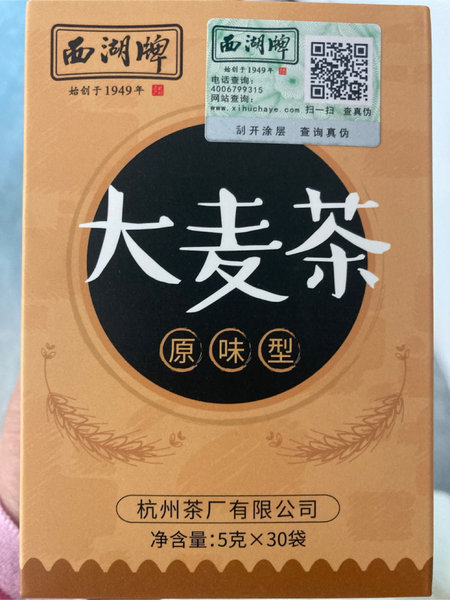 西湖牌
始创于1949年
西湖牌
始创于1949年
电话查询:
4006799315
网站查询:
www.xihuchaye.com 扫一扫 查真伪
刮开涂层 查询真伪
大麦茶
原味型
杭州茶厂有限公司
净含量:5克×30袋